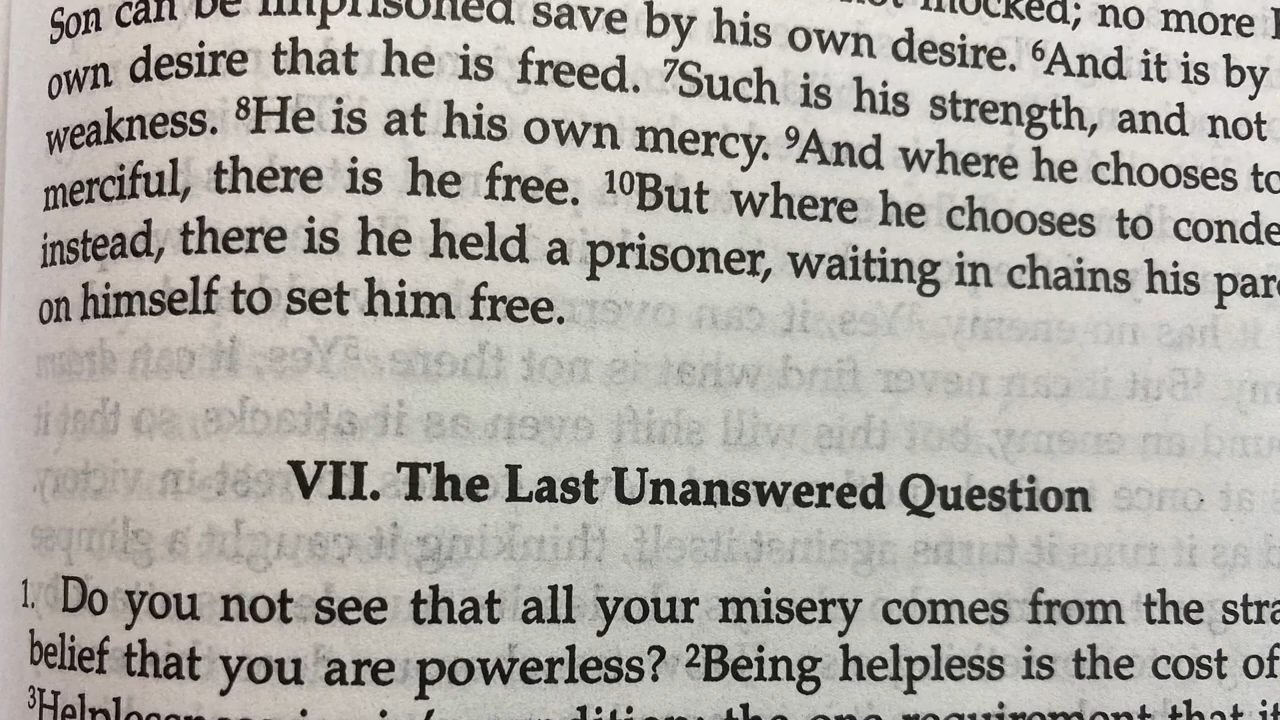 Son can be imprisoned save by his own desire. ⁶And it is by
own desire that he is freed. ⁷Such is his strength, and not
weakness. ⁸He is at his own mercy. ⁹And where he chooses to
merciful, there is he free. ¹⁰But where he chooses to conde
instead, there is he held a prisoner, waiting in chains his par
on himself to set him free.
VII. The Last Unanswered Question
1. Do you not see that all your misery comes from the stra
belief that you are powerless? ²Being helpless is the cost of